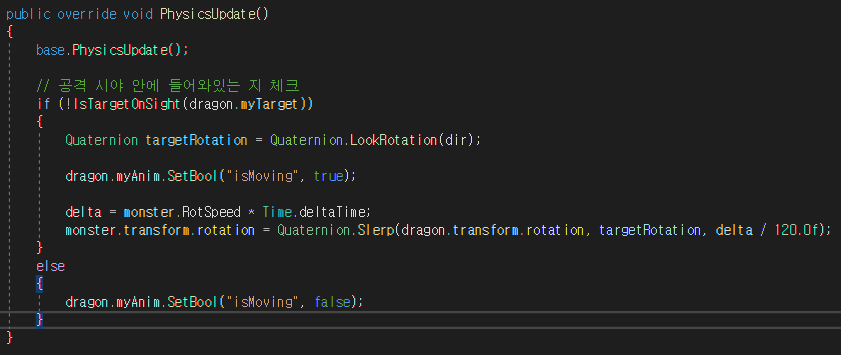 public override void PhysicsUpdate()
{
base.PhysicsUpdate();
// 공격 시야 안에 들어와있는 지 체크
if (!IsTargetOnSight(dragon.myTarget))
{
Quaternion targetRotation = Quaternion.LookRotation(dir);
dragon.myAnim.SetBool("isMoving", true);
delta = monster.RotSpeed * Time.deltaTime;
monster.transform.rotation = Quaternion.Slerp(dragon.transform.rotation, targetRotation, delta / 120.0f);
}
else
{
dragon.myAnim.SetBool("isMoving", false);
}
}